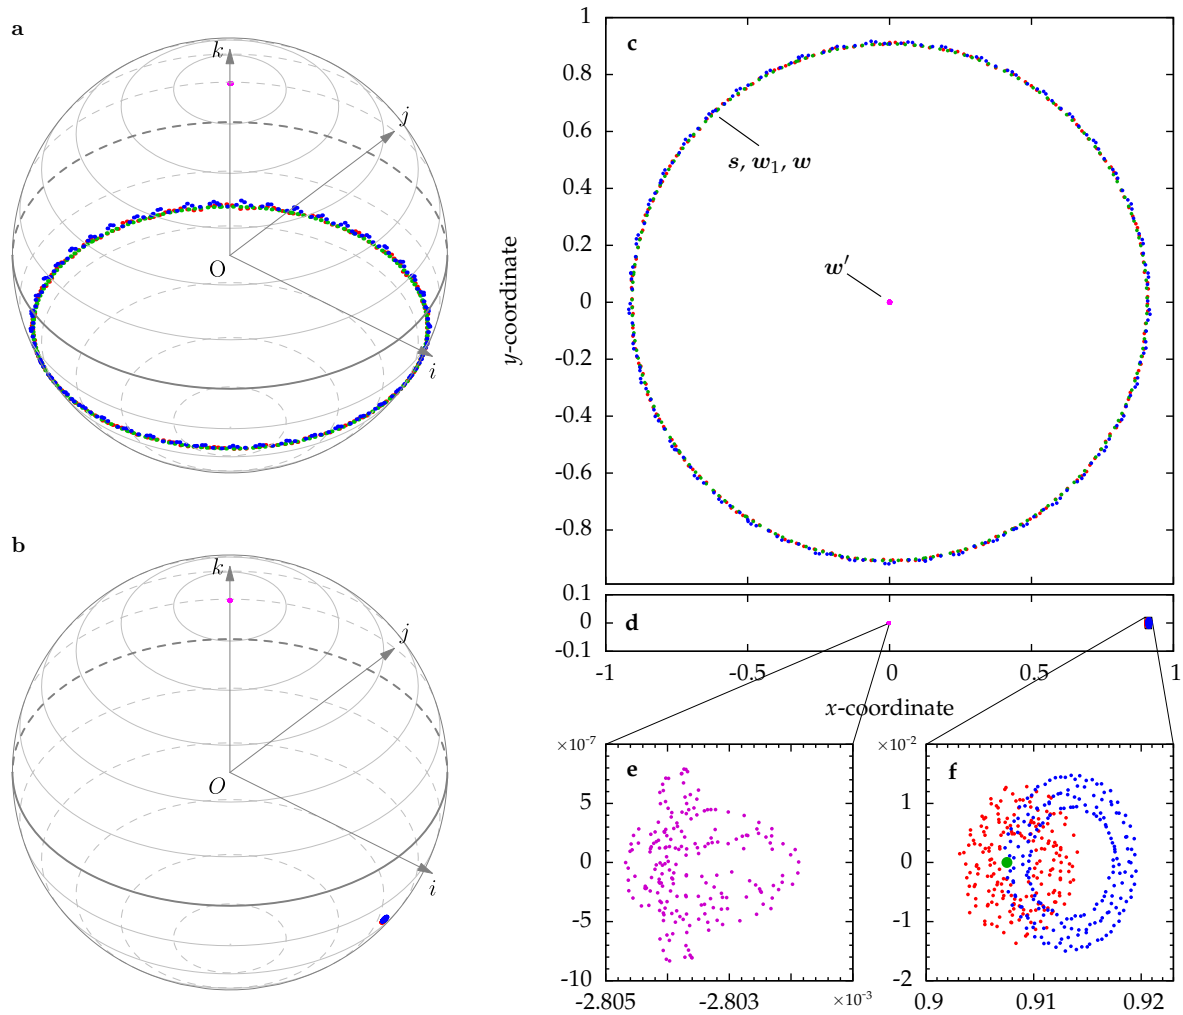 a
k
j
O
i
b
k
j
O
i
c
1
0.8
0.6
0.4
0.2
0
-0.2
-0.4
-0.6
-0.8
y-coordinate
s, w₁, w
w′
d
0.1
0
-0.1
-1
-0.5
0
0.5
1
x-coordinate
e
×10⁻⁷
5
0
-5
-10
-2.805
-2.803
×10⁻³
f
×10⁻²
1
0
-1
-2
0.9
0.91
0.92